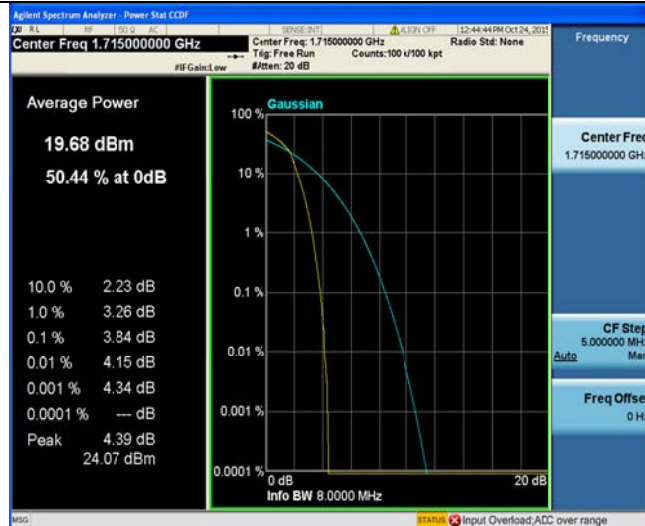 Agilent Spectrum Analyzer - Power Stat CCDF
RL RF 50 Ω AC SENSE:INT ALIGN OFF 12:44:44 PM Oct 24, 201
Center Freq 1.715000000 GHz
Center Freq: 1.715000000 GHz Radio Std: None
Trig: Free Run Counts:100 k/100 kpt
#IFGain:Low #Atten: 20 dB
Frequency
Average Power
19.68 dBm
50.44 % at 0dB
10.0 % 2.23 dB
1.0 % 3.26 dB
0.1 % 3.84 dB
0.01 % 4.15 dB
0.001 % 4.34 dB
0.0001 % --- dB
Peak 4.39 dB
24.07 dBm
Gaussian
100 %
10 %
1 %
0.1 %
0.01 %
0.001 %
0.0001 %
0 dB 20 dB
Info BW 8.0000 MHz
Center Freq
1.715000000 GHz
CF Step
5.000000 MHz
Auto Man
Freq Offse
0 Hz
MSG STATUS Input Overload;ADC over range